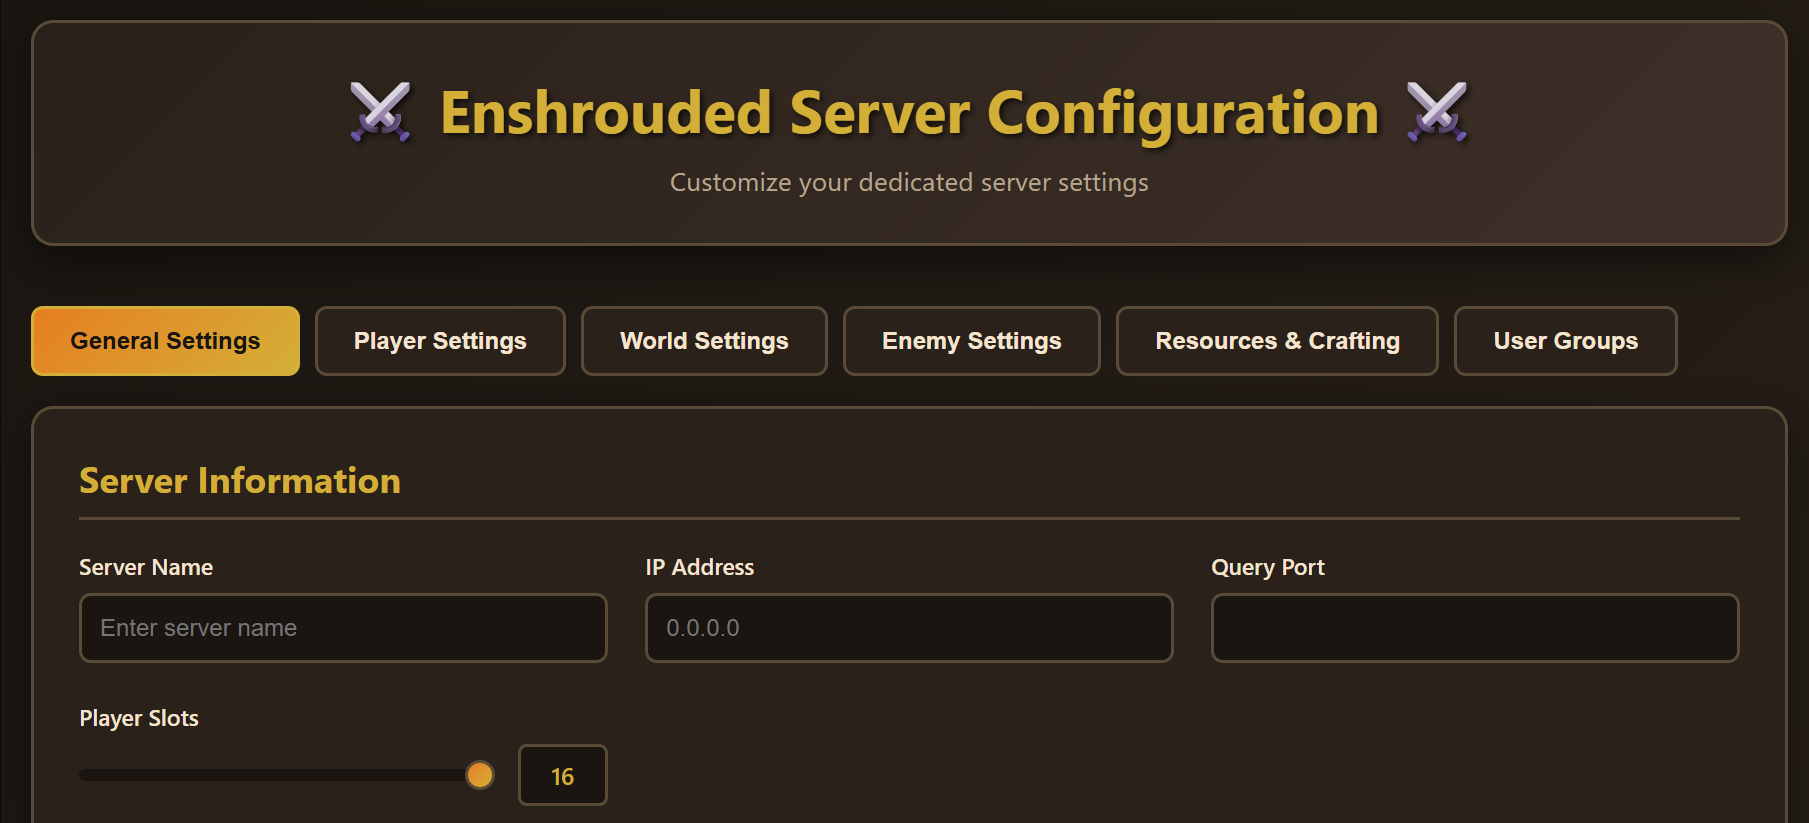 Enshrouded Server Configuration
Customize your dedicated server settings
General Settings
Player Settings
World Settings
Enemy Settings
Resources & Crafting
User Groups
Server Information
Server Name
IP Address
Query Port
Enter server name
0.0.0.0
Player Slots
16